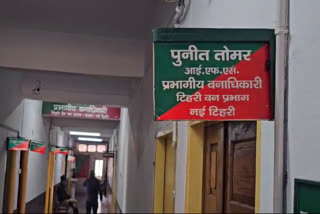 पुनीत तोमर
आई.एफ.एस.
प्रभागीय वनाधिकारी
टिहरी वन प्रभाग
नई टिहरी
प्रभागीय वनाधिकारी